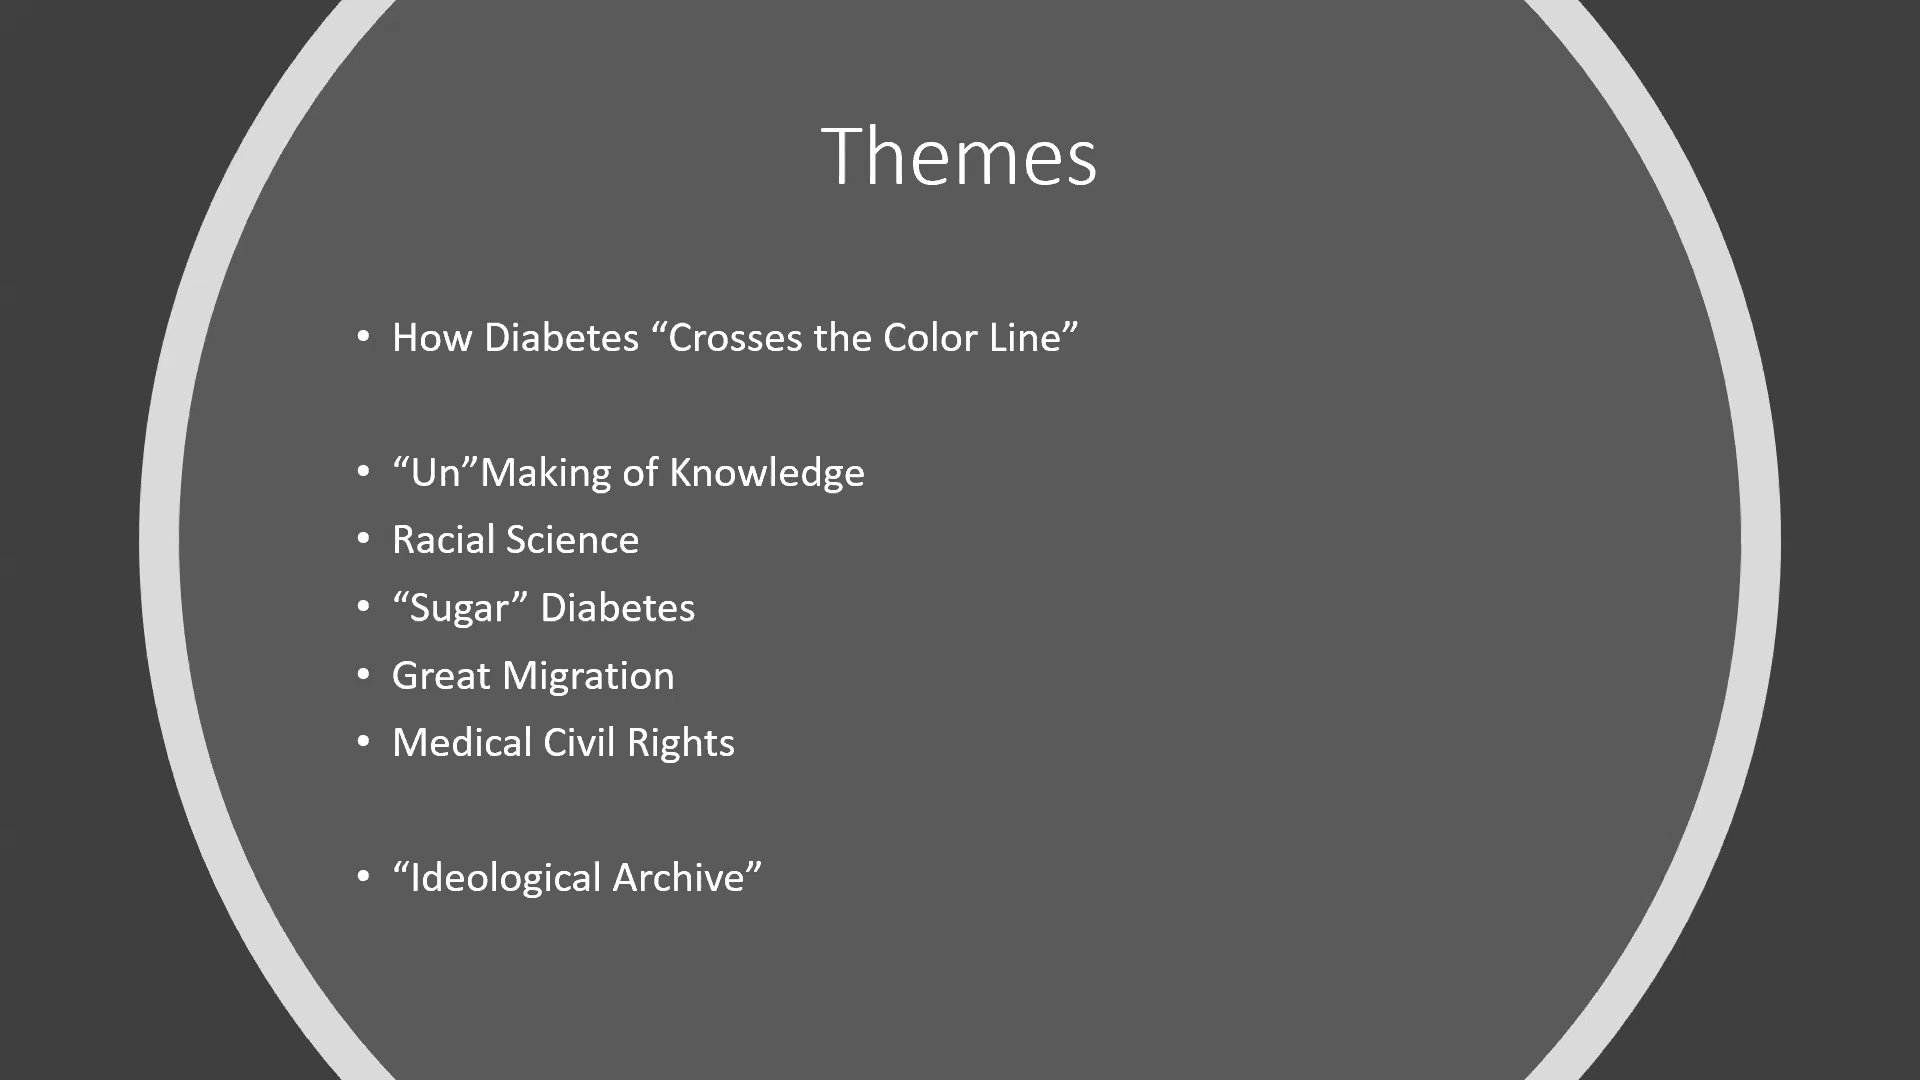 Themes
• How Diabetes “Crosses the Color Line”
• “Un”Making of Knowledge
• Racial Science
• “Sugar” Diabetes
• Great Migration
• Medical Civil Rights
• “Ideological Archive”